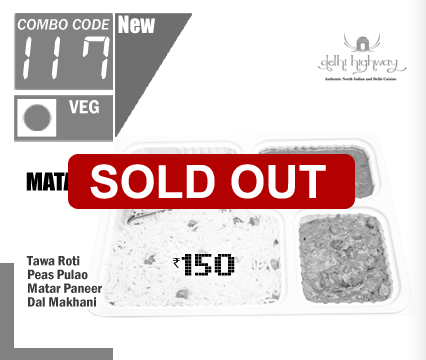 COMBO CODE
New
117
VEG
delhi highway
Authentic North Indian and Delhi Cuisine
SOLD OUT
₹150
Tawa Roti
Peas Pulao
Matar Paneer
Dal Makhani